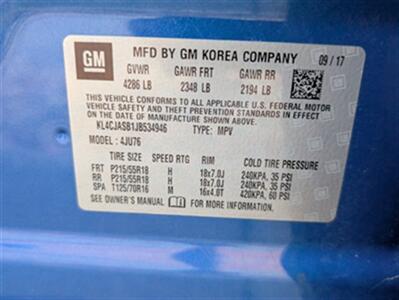 GM
MFD BY GM KOREA COMPANY 09 / 17
GVWR GAWR FRT GAWR RR
4286 LB 2348 LB 2194 LB
THIS VEHICLE CONFORMS TO ALL APPLICABLE U.S. FEDERAL MOTOR
VEHICLE SAFETY, BUMPER, AND THEFT PREVENTION STANDARDS
IN EFFECT ON THE DATE OF MANUFACTURE SHOWN ABOVE.
KL4CJASB1JB534946 TYPE: MPV
MODEL: 4JU76
TIRE SIZE SPEED RTG RIM COLD TIRE PRESSURE
FRT P215/55R18 H 18x7.0J 240KPA, 35 PSI
RR P215/55R18 H 18x7.0J 240KPA, 35 PSI
SPA T125/70R16 M 16x4.0T 420KPA, 60 PSI
SEE OWNER'S MANUAL FOR MORE INFORMATION.